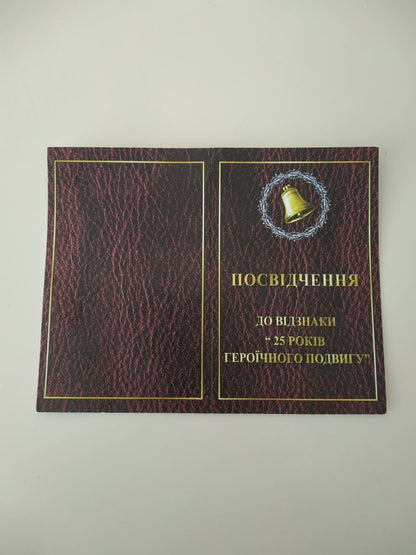 ПОСВІДЧЕННЯ
ДО ВІДЗНАКИ
“ 25 РОКІВ
ГЕРОЇЧНОГО ПОДВИГУ”